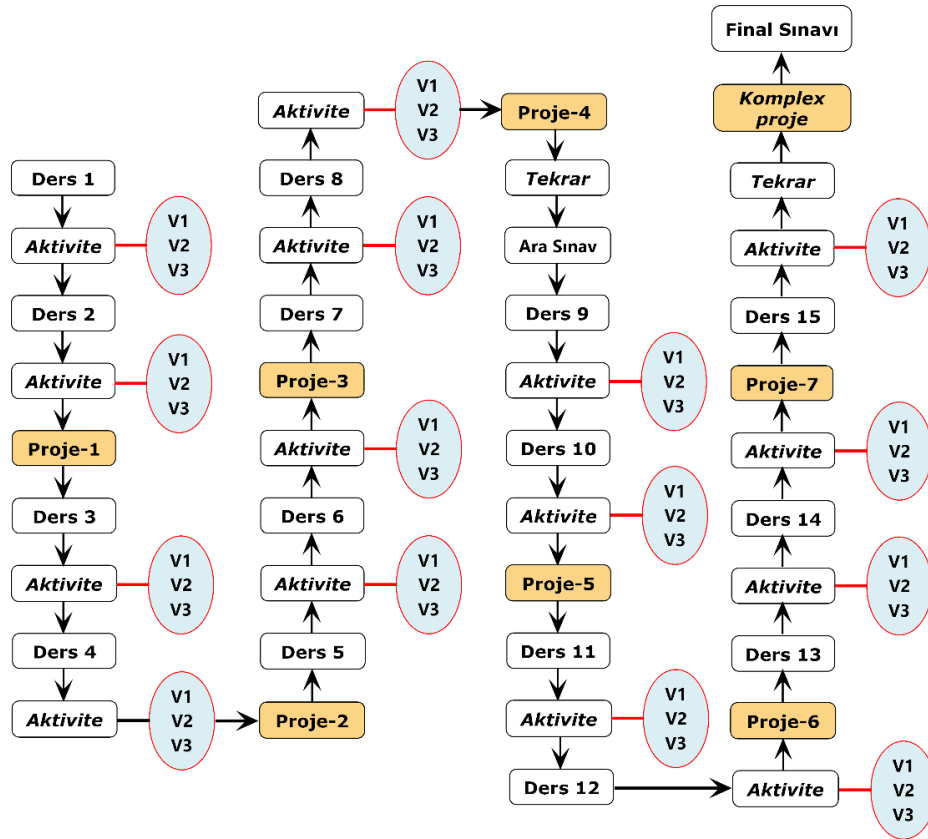 Ders 1
Aktivite
V1
V2
V3
Ders 2
Aktivite
V1
V2
V3
Proje-1
Ders 3
Aktivite
V1
V2
V3
Ders 4
Aktivite
V1
V2
V3
Proje-2
Ders 5
Aktivite
V1
V2
V3
Ders 6
Aktivite
V1
V2
V3
Proje-3
Ders 7
Aktivite
V1
V2
V3
Ders 8
Aktivite
V1
V2
V3
Proje-4
Tekrar
Ara Sınav
Ders 9
Aktivite
V1
V2
V3
Ders 10
Aktivite
V1
V2
V3
Proje-5
Ders 11
Aktivite
V1
V2
V3
Ders 12
Aktivite
V1
V2
V3
Proje-6
Ders 13
Aktivite
V1
V2
V3
Ders 14
Aktivite
V1
V2
V3
Proje-7
Ders 15
Aktivite
V1
V2
V3
Tekrar
Komplex
proje
Final Sınavı